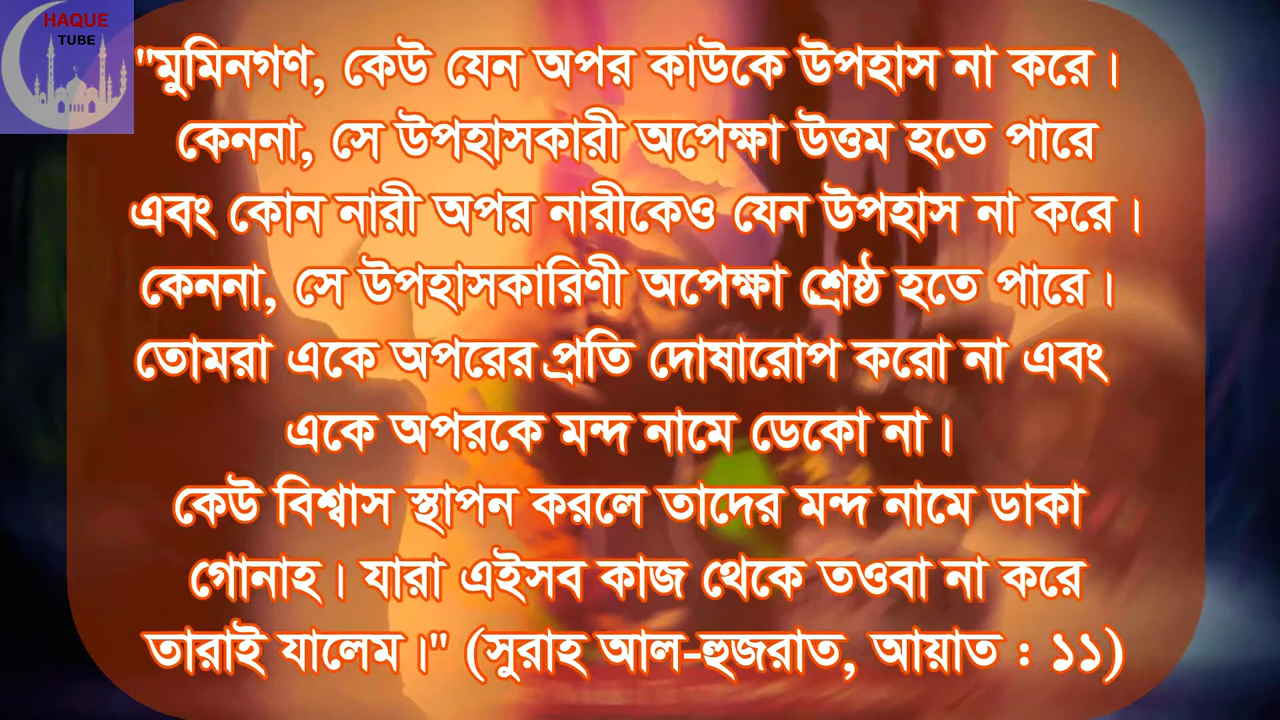 HAQUE
TUBE
"মুমিনগণ, কেউ যেন অপর কাউকে উপহাস না করে।
কেননা, সে উপহাসকারী অপেক্ষা উত্তম হতে পারে
এবং কোন নারী অপর নারীকেও যেন উপহাস না করে।
কেননা, সে উপহাসকারিণী অপেক্ষা শ্রেষ্ঠ হতে পারে।
তোমরা একে অপরের প্রতি দোষারোপ করো না এবং
একে অপরকে মন্দ নামে ডেকো না।
কেউ বিশ্বাস স্থাপন করলে তাদের মন্দ নামে ডাকা
গোনাহ। যারা এইসব কাজ থেকে তওবা না করে
তারাই যালেম।" (সুরাহ আল-হুজরাত, আয়াত : ১১)